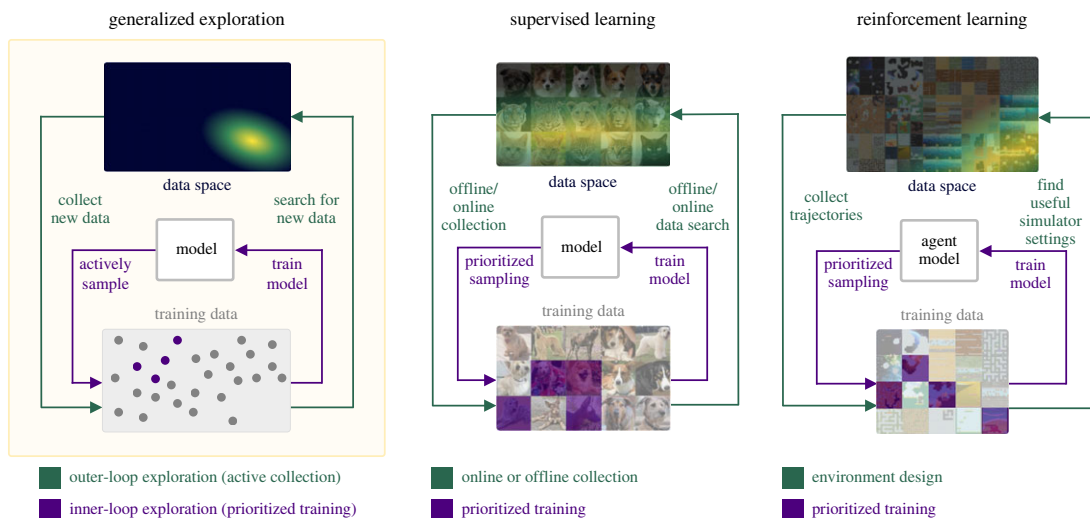 generalized exploration
data space
collect
new data
search for
new data
model
actively
sample
train
model
training data
outer-loop exploration (active collection)
inner-loop exploration (prioritized training)
supervised learning
data space
offline/
online
collection
offline/
online
data search
model
prioritized
sampling
train
model
training data
online or offline collection
prioritized training
reinforcement learning
data space
collect
trajectories
find
useful
simulator
settings
agent
model
prioritized
sampling
train
model
training data
environment design
prioritized training